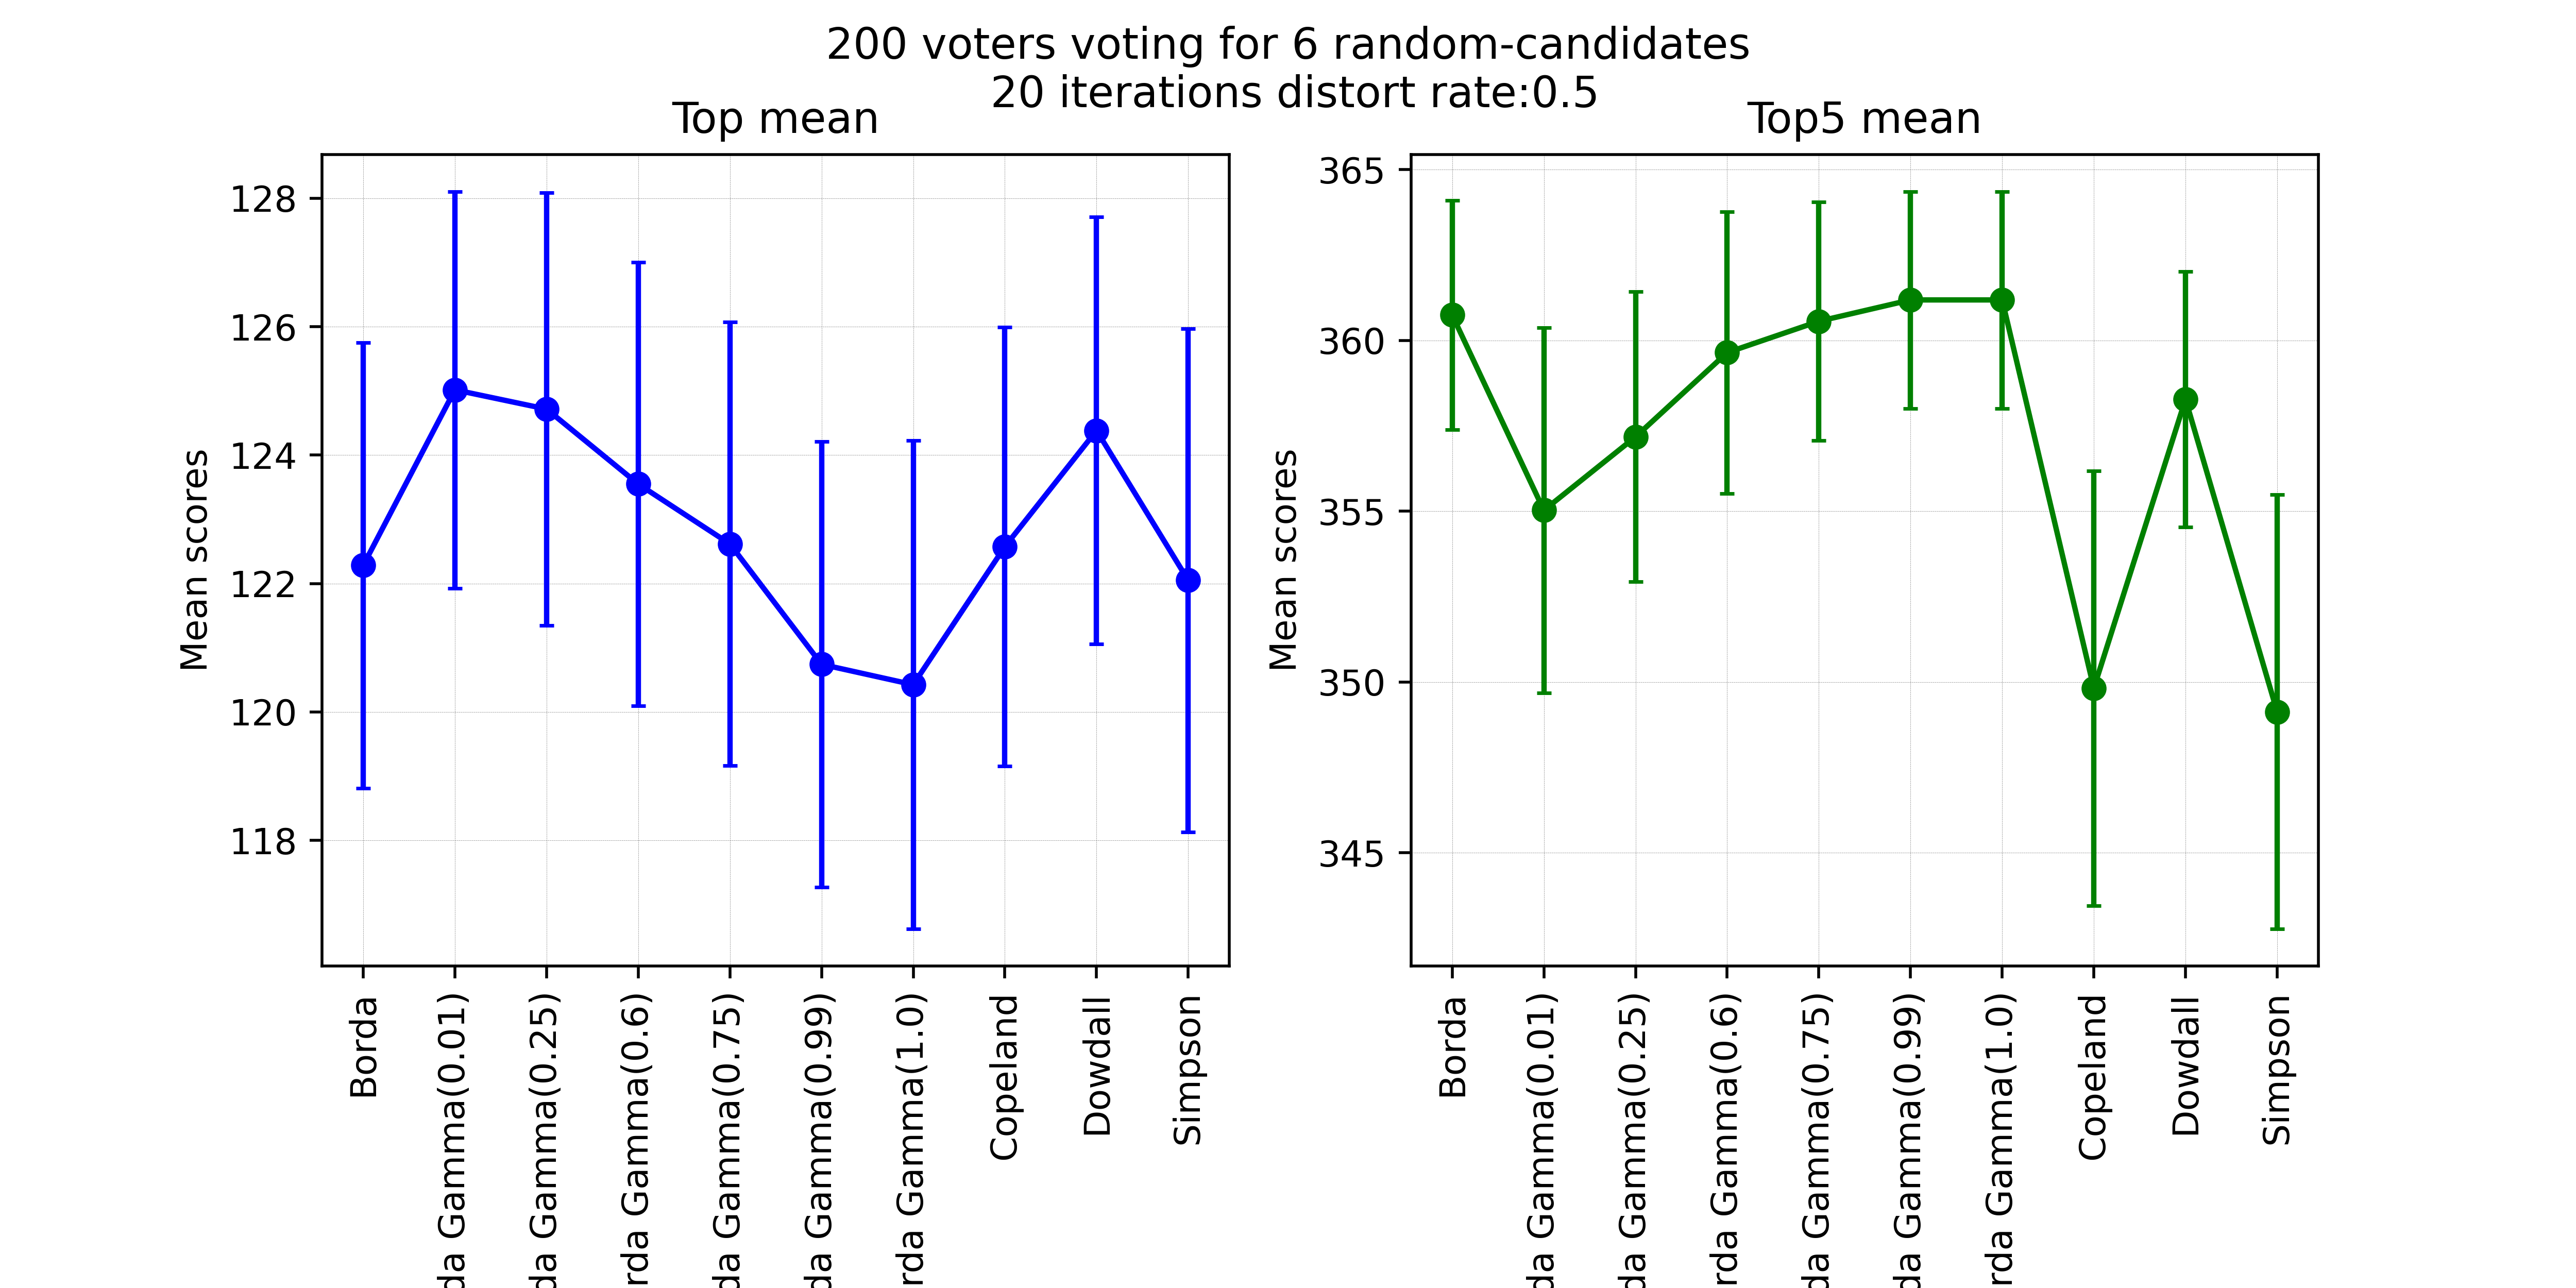 200 voters voting for 6 random-candidates
20 iterations distort rate:0.5
Top mean
Mean scores
128
126
124
122
120
118
Borda
da Gamma(0.01)
da Gamma(0.25)
rda Gamma(0.6)
da Gamma(0.75)
da Gamma(0.99)
rda Gamma(1.0)
Copeland
Dowdall
Simpson
Top5 mean
Mean scores
365
360
355
350
345
Borda
da Gamma(0.01)
da Gamma(0.25)
rda Gamma(0.6)
da Gamma(0.75)
da Gamma(0.99)
rda Gamma(1.0)
Copeland
Dowdall
Simpson